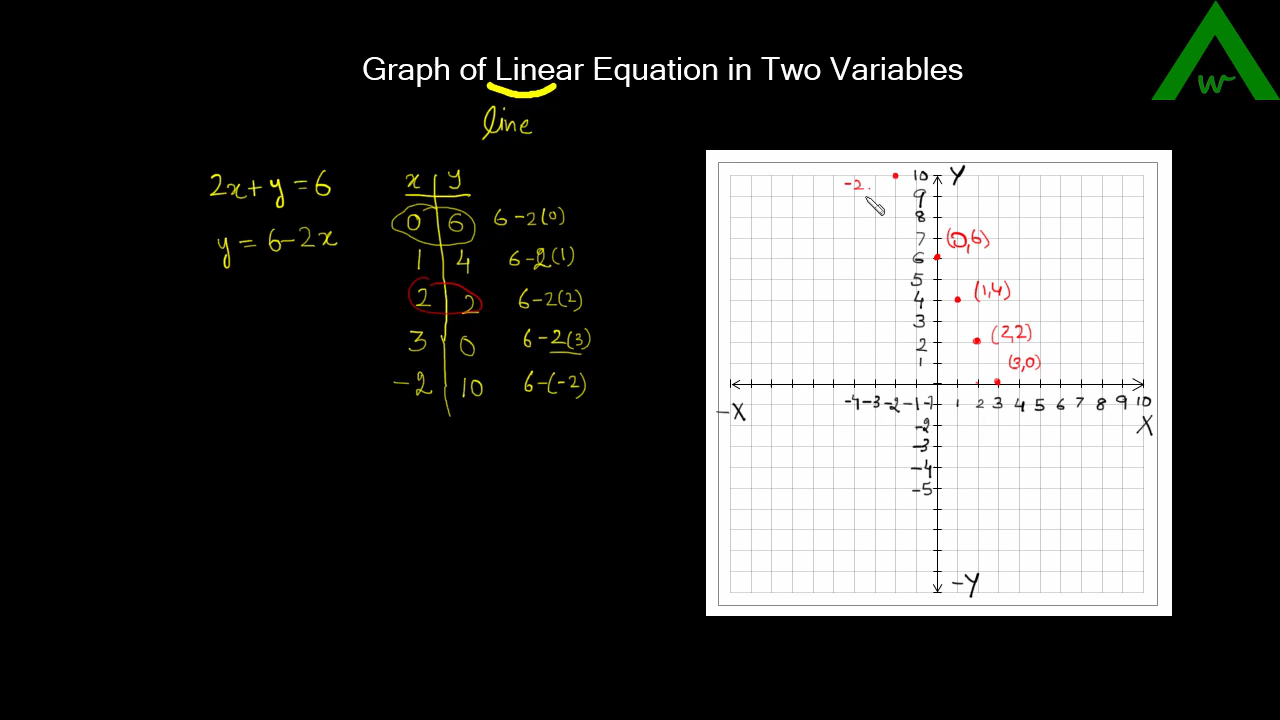 Graph of Linear Equation in Two Variables
line
w
2x+y=6
y=6-2x
x y
0 6 6-2(0)
1 4 6-2(1)
2 2 6-2(2)
3 0 6-2(3)
-2 10 6-(-2)
-2.
10 Y
9
8
7 (0,6)
6
5
4 (1,4)
3
2 (2,2)
1 (3,0)
-4 -3 -2 -1 -1 1 2 3 4 5 6 7 8 9 10
-X X
-2
-3
-4
-5
-Y